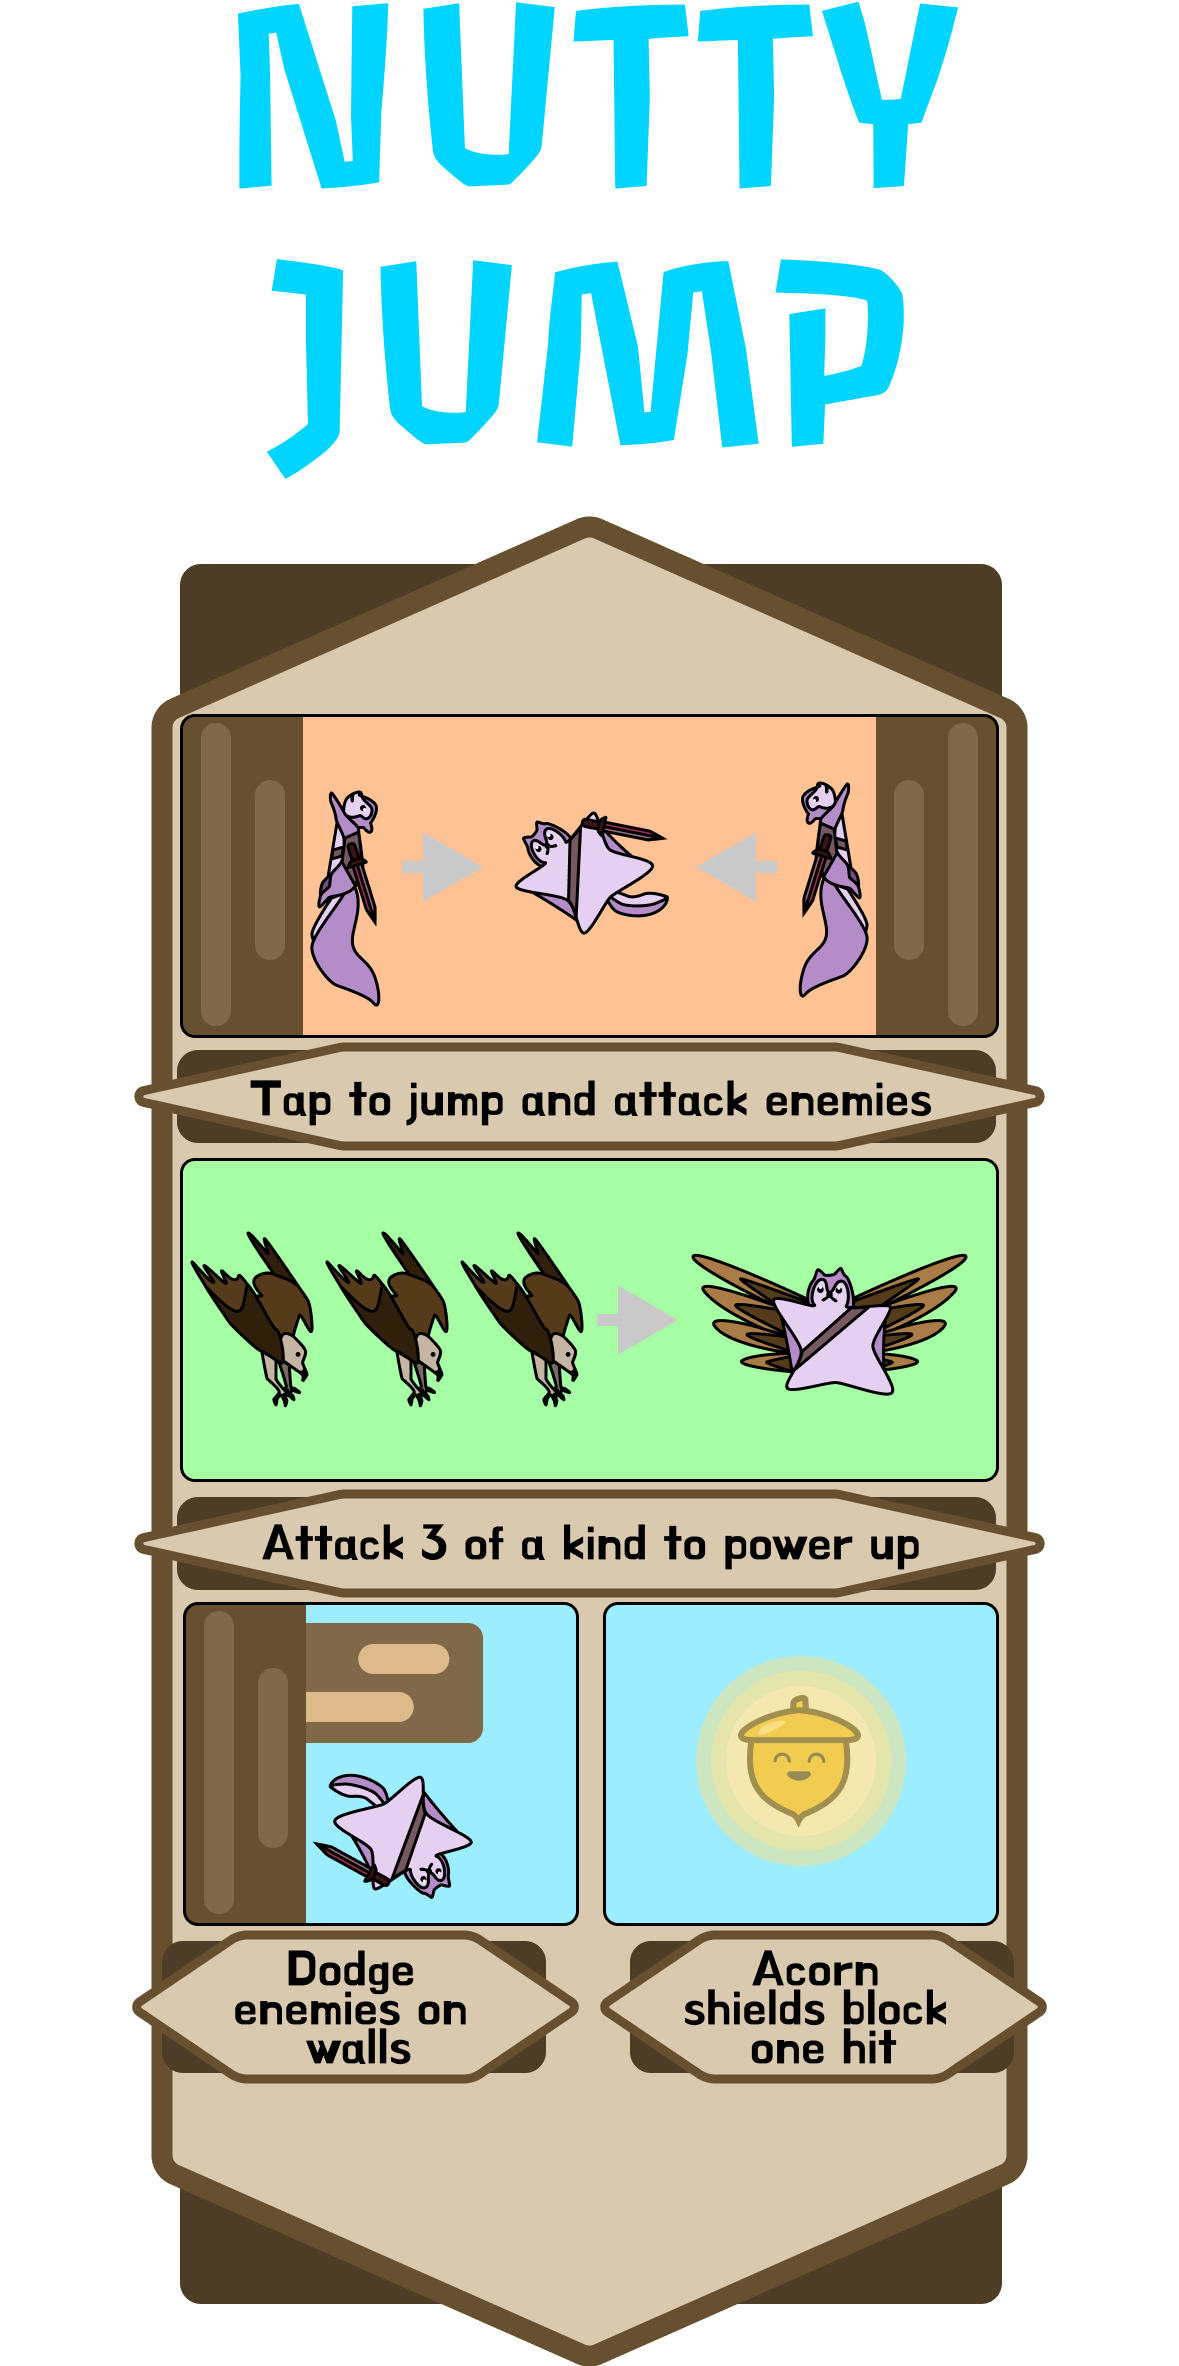 NUTTY
JUMP
Tap to jump and attack enemies
Attack 3 of a kind to power up
Dodge
enemies on
walls
Acorn
shields block
one hit